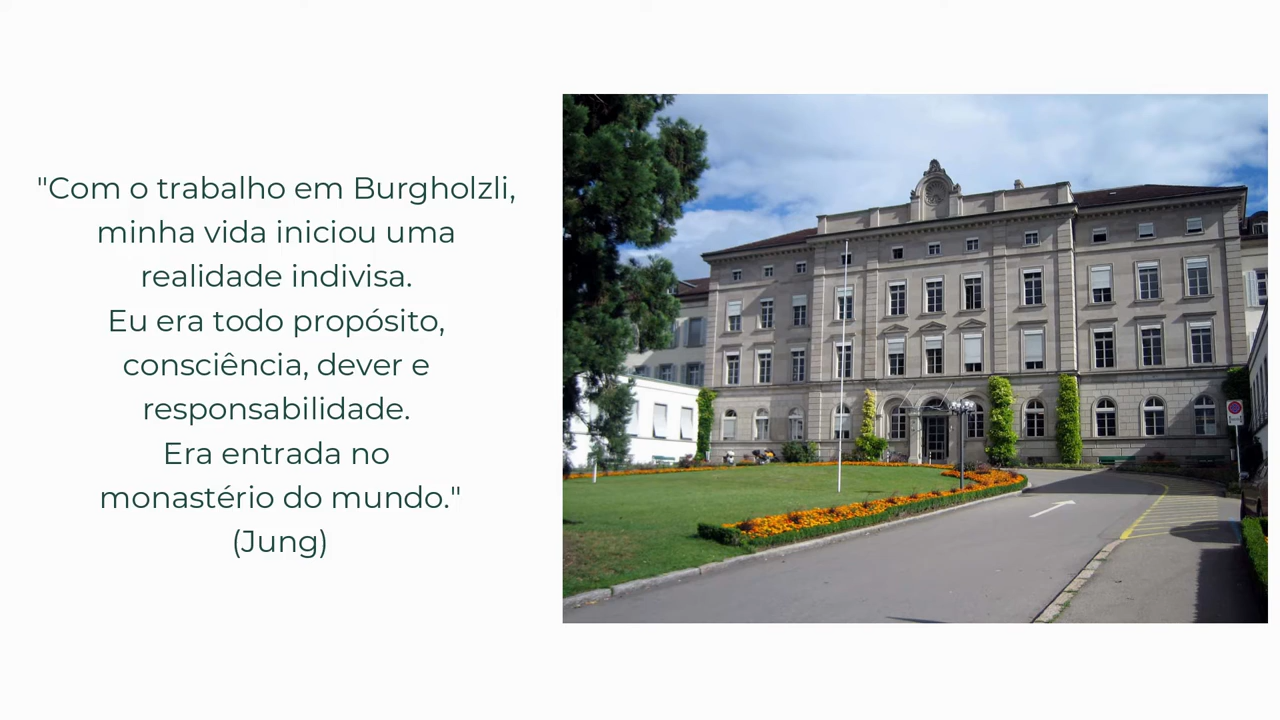 "Com o trabalho em Burgholzli,
minha vida iniciou uma
realidade indivisa.
Eu era todo propósito,
consciência, dever e
responsabilidade.
Era entrada no
monastério do mundo."
(Jung)